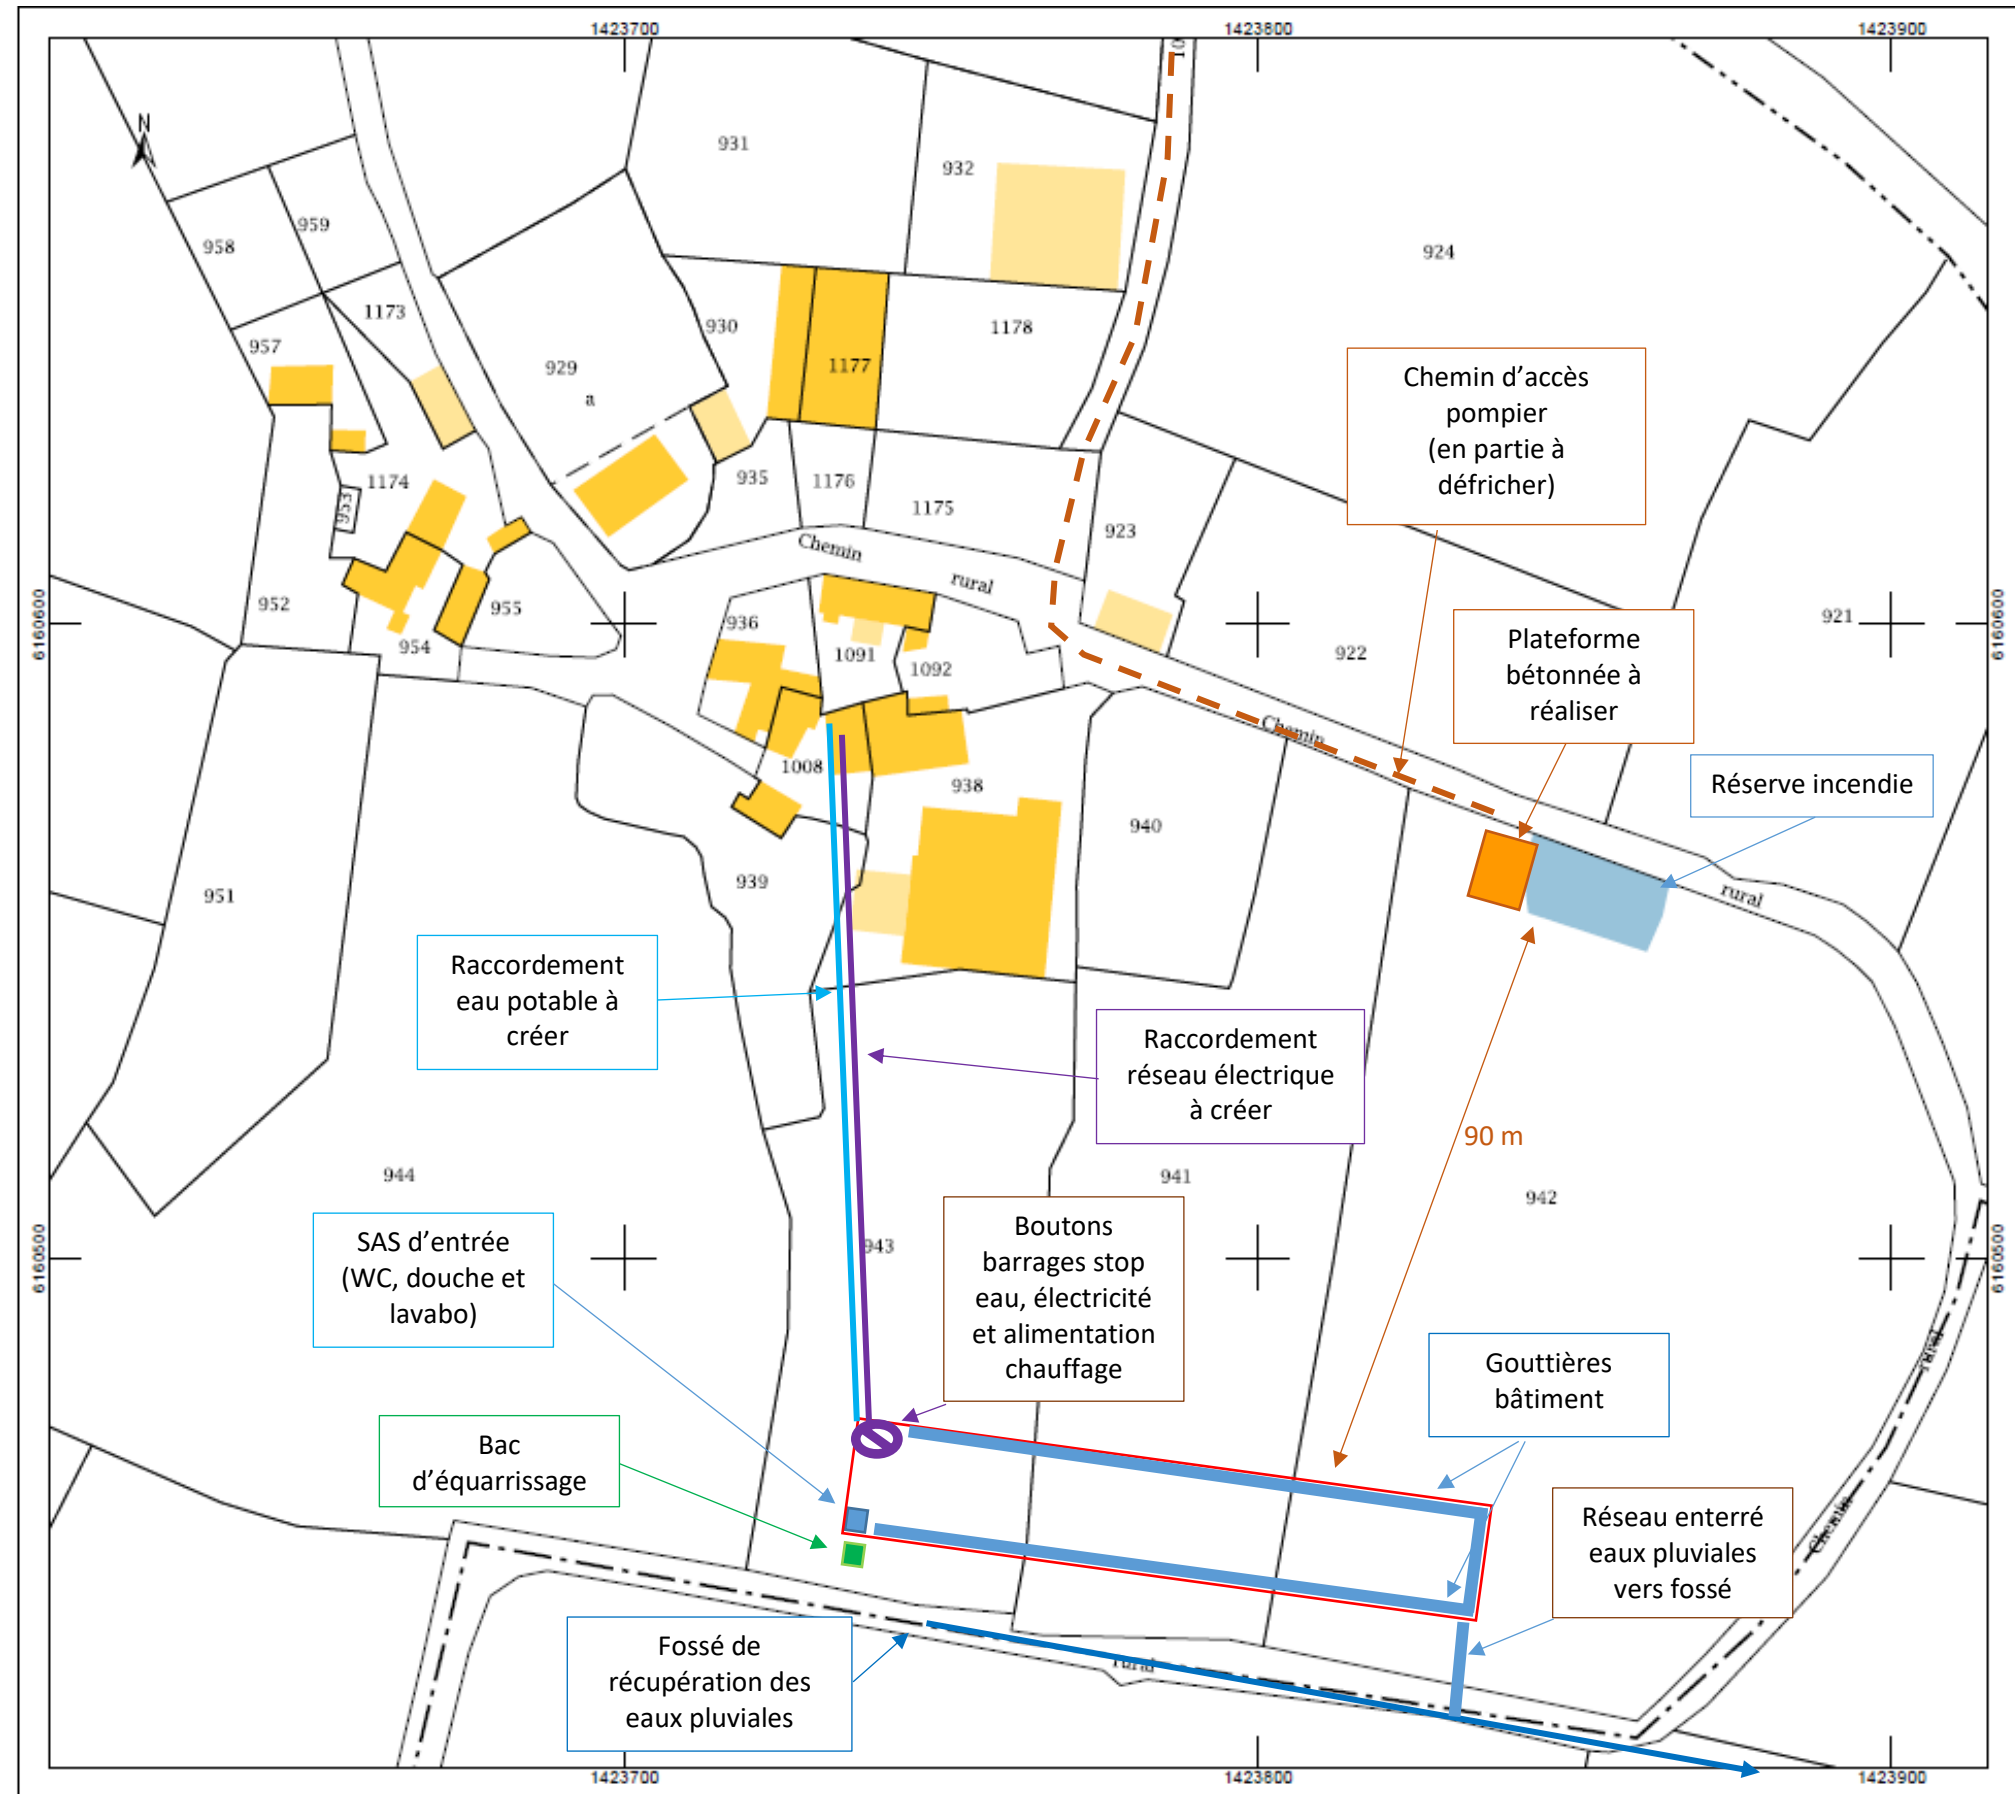 1423700
1423800
1423900
N
10
931
932
924
958
959
1173
930
1178
957
929
a
1177
Chemin d'accès
pompier
(en partie à
défricher)
1174
953
935
1176
1175
923
Chemin
rural
952
955
954
936
1091
1092
922
921
6160600
6160600
Plateforme
bétonnée à
réaliser
Chemin
1008
938
940
Réserve incendie
939
951
rural
Raccordement
eau potable à
créer
Raccordement
réseau électrique
à créer
90 m
944
941
942
943
SAS d'entrée
(WC, douche et
lavabo)
Boutons
barrages stop
eau, électricité
et alimentation
chauffage
6160500
6160500
Gouttières
bâtiment
Bac
d'équarrissage
Réseau enterré
eaux pluviales
vers fossé
Chemin
rural
Fossé de
récupération des
eaux pluviales
1423700
1423800
1423900